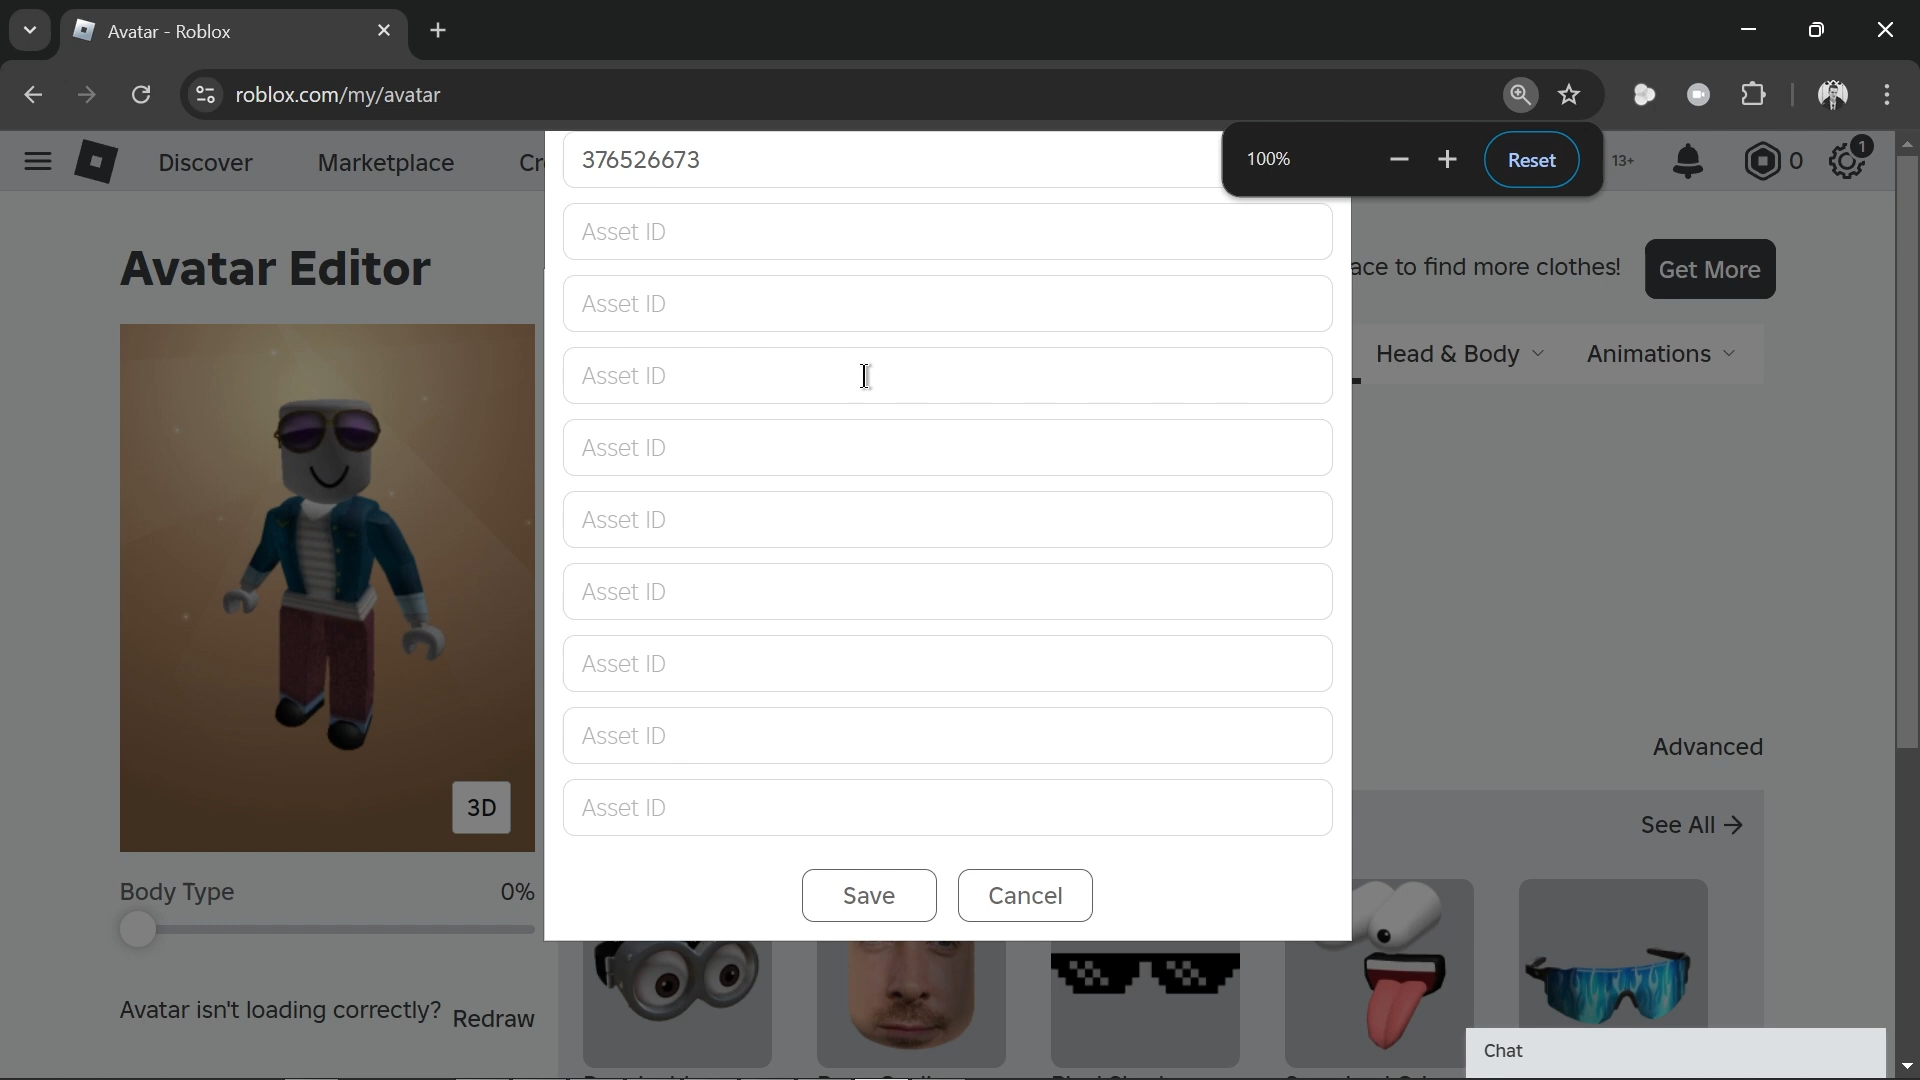 Avatar - Roblox
roblox.com/my/avatar
Discover
Marketplace
Cr
376526673
100%
Reset
13+
0
1
Avatar Editor
Asset ID
ace to find more clothes!
Get More
Asset ID
Head & Body
Animations
Asset ID
Asset ID
Asset ID
Asset ID
Asset ID
Asset ID
Advanced
Asset ID
3D
See All
Body Type
0%
Save
Cancel
Avatar isn't loading correctly?
Redraw
Chat